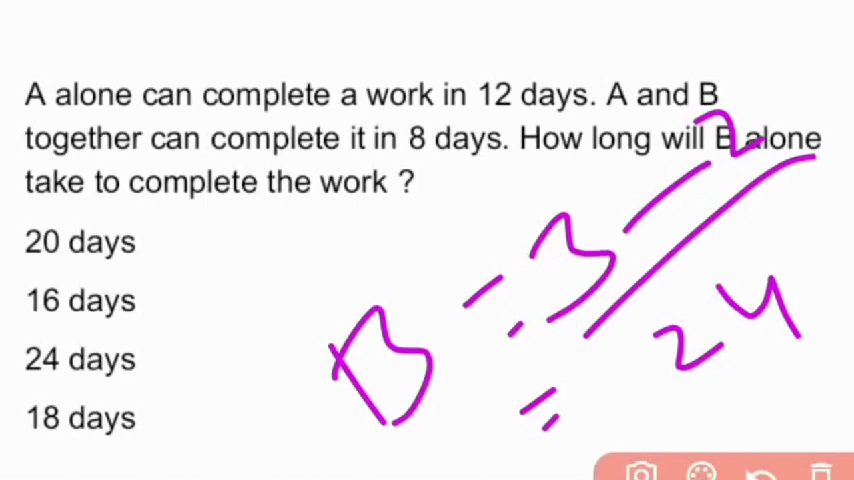 A alone can complete a work in 12 days. A and B
together can complete it in 8 days. How long will B alone
take to complete the work ?
20 days
16 days
24 days
18 days
B = 3 - 2
24
=